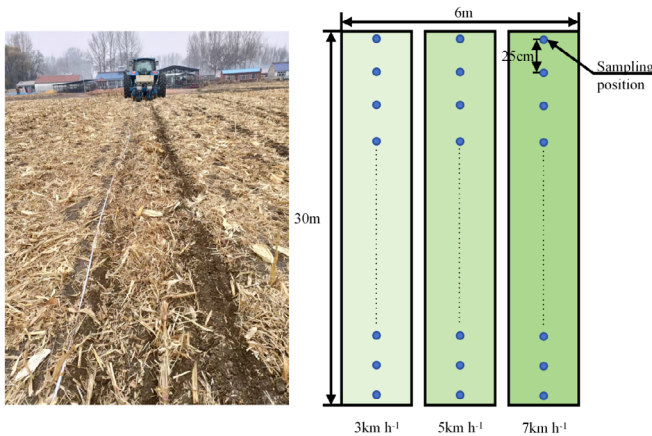 6m
25cm
Sampling
position
30m
3km h-1
5km h-1
7km h-1